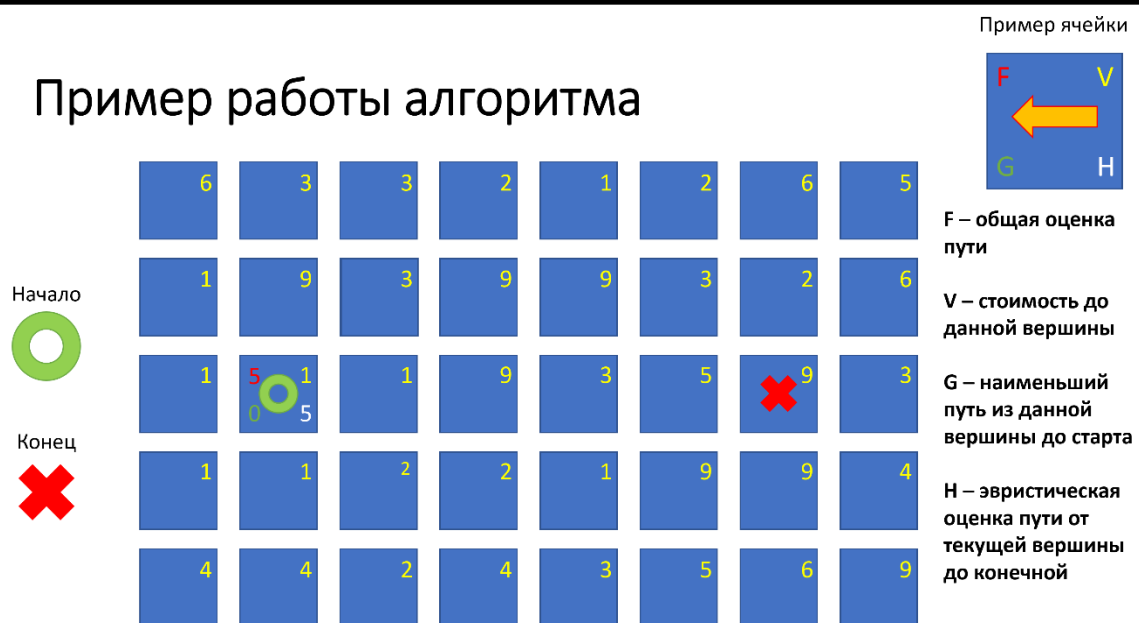 Пример ячейки
F V
G H
Пример работы алгоритма
6 3 3 2 1 2 6 5
1 9 3 9 9 3 2 6
1 5 1 1 9 3 5 9 3
0 5
1 1 2 2 1 9 9 4
4 4 2 4 3 5 6 9
Начало
Конец
F – общая оценка
пути
V – стоимость до
данной вершины
G – наименьший
путь из данной
вершины до старта
H – эвристическая
оценка пути от
текущей вершины
до конечной